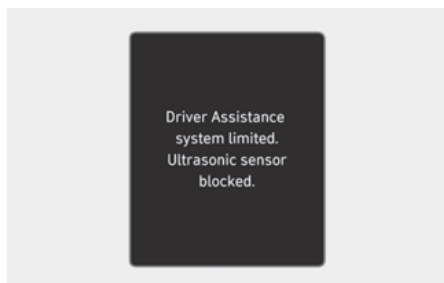 Driver Assistance
system limited.
Ultrasonic sensor
blocked.